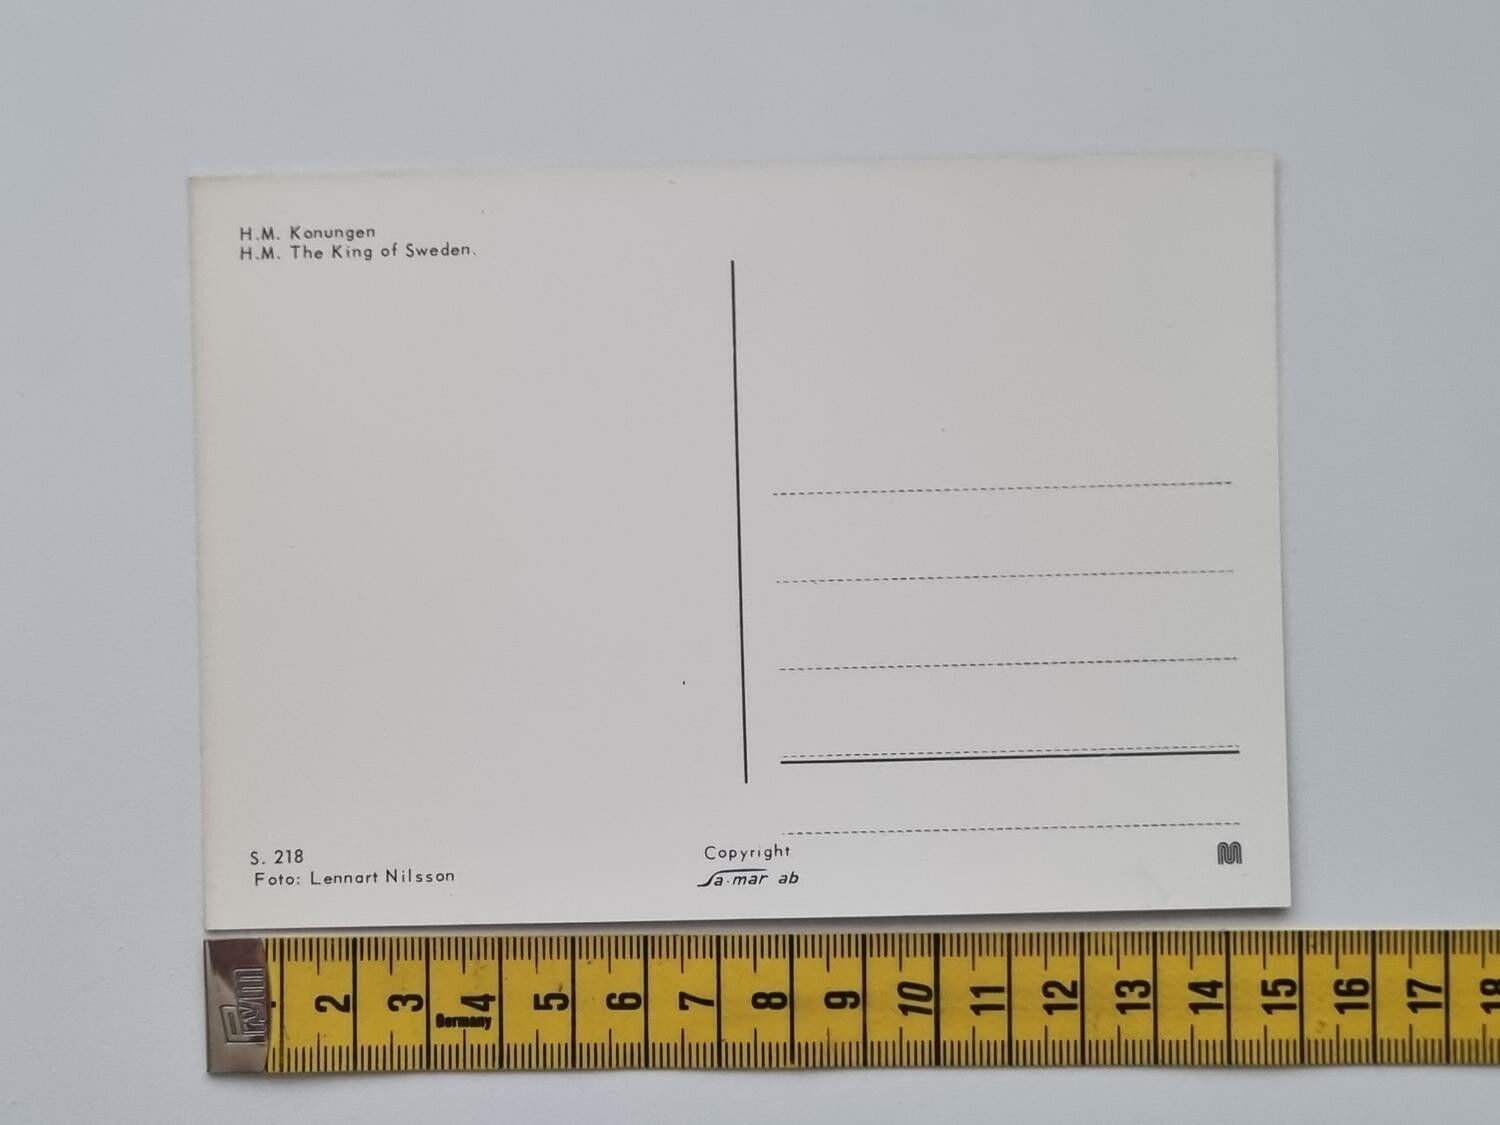 H.M. Konungen
H.M. The King of Sweden.
S. 218
Foto: Lennart Nilsson
Copyright
Sa-mar ab
M
Prym
2 3 4 5 6 7 8 9 10 11 12 13 14 15 16 17 18
Germany